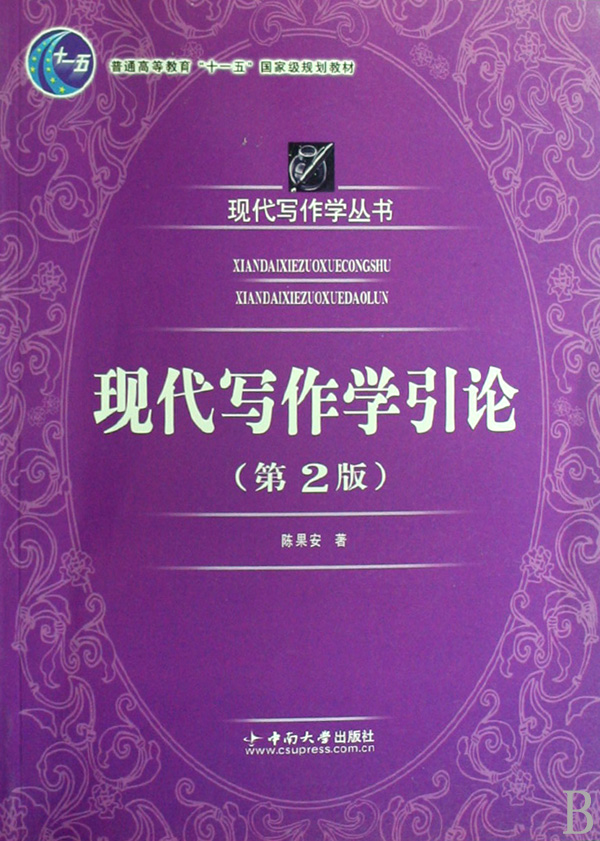 十一五
普通高等教育“十一五”国家级规划教材
现代写作学丛书
XIANDAIXIEZUOXUECONGSHU
XIANDAIXIEZUOXUEDAOLUN
现代写作学引论
（第2版）
陈果安 著
中南大学出版社
www.csupress.com.cn
B